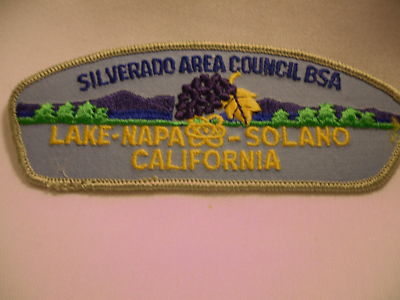 SILVERADO AREA COUNCIL BSA
LAKE-NAPA-SOLANO
CALIFORNIA